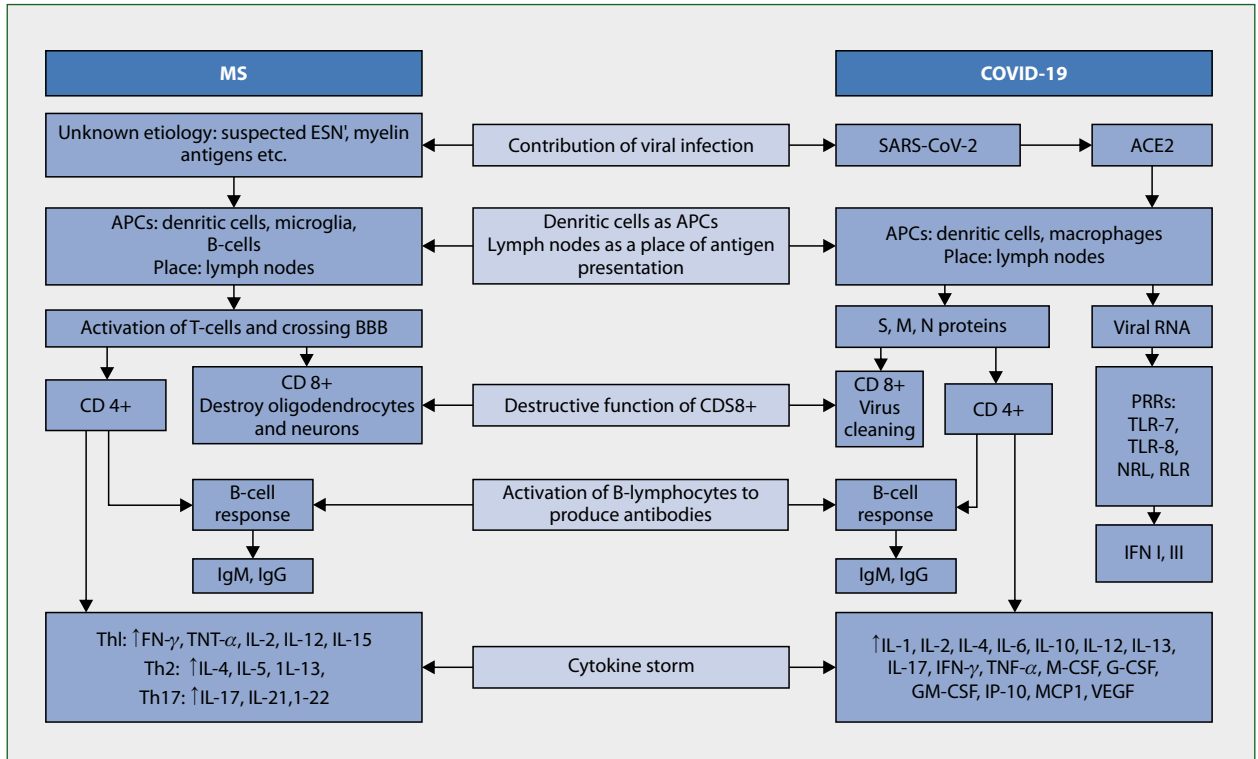 MS
COVID-19
Unknown etiology: suspected ESN', myelin
antigens etc.
Contribution of viral infection
SARS-CoV-2
ACE2
APCs: denritic cells, microglia,
B-cells
Place: lymph nodes
Denritic cells as APCs
Lymph nodes as a place of antigen
presentation
APCs: denritic cells, macrophages
Place: lymph nodes
Activation of T-cells and crossing BBB
S, M, N proteins
Viral RNA
CD 4+
CD 8+
Destroy oligodendrocytes
and neurons
Destructive function of CDS8+
CD 8+
Virus
cleaning
CD 4+
PRRs:
TLR-7,
TLR-8,
NRL, RLR
B-cell
response
Activation of B-lymphocytes to
produce antibodies
B-cell
response
IFN I, III
IgM, IgG
IgM, IgG
Thl: ↑FN-γ, TNT-α, IL-2, IL-12, IL-15
Th2: ↑IL-4, IL-5, 1L-13,
Th17: ↑IL-17, IL-21,1-22
Cytokine storm
↑IL-1, IL-2, IL-4, IL-6, IL-10, IL-12, IL-13,
IL-17, IFN-γ, TNF-α, M-CSF, G-CSF,
GM-CSF, IP-10, MCP1, VEGF